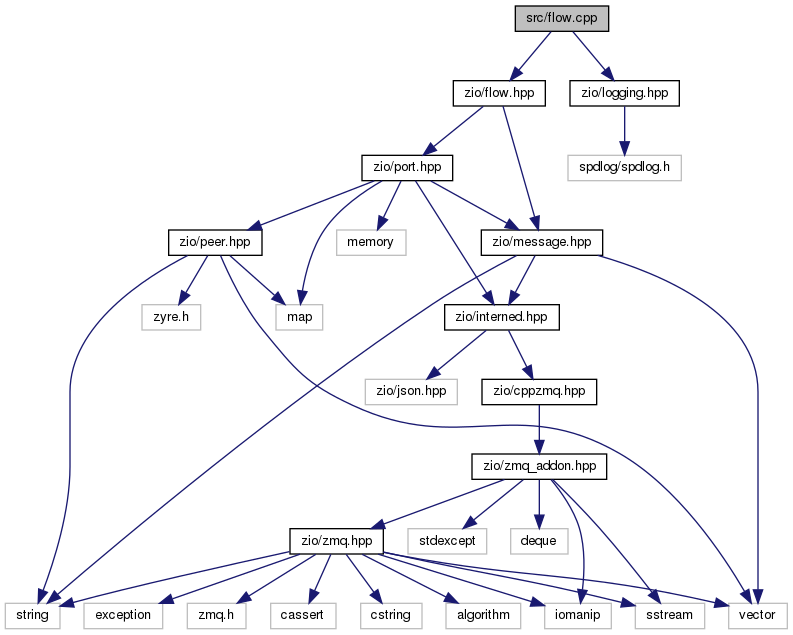 src/flow.cpp
zio/flow.hpp
zio/logging.hpp
zio/port.hpp
spdlog/spdlog.h
zio/peer.hpp
memory
zio/message.hpp
zyre.h
map
zio/interned.hpp
zio/json.hpp
zio/cppzmq.hpp
zio/zmq_addon.hpp
zio/zmq.hpp
stdexcept
deque
string
exception
zmq.h
cassert
cstring
algorithm
iomanip
sstream
vector